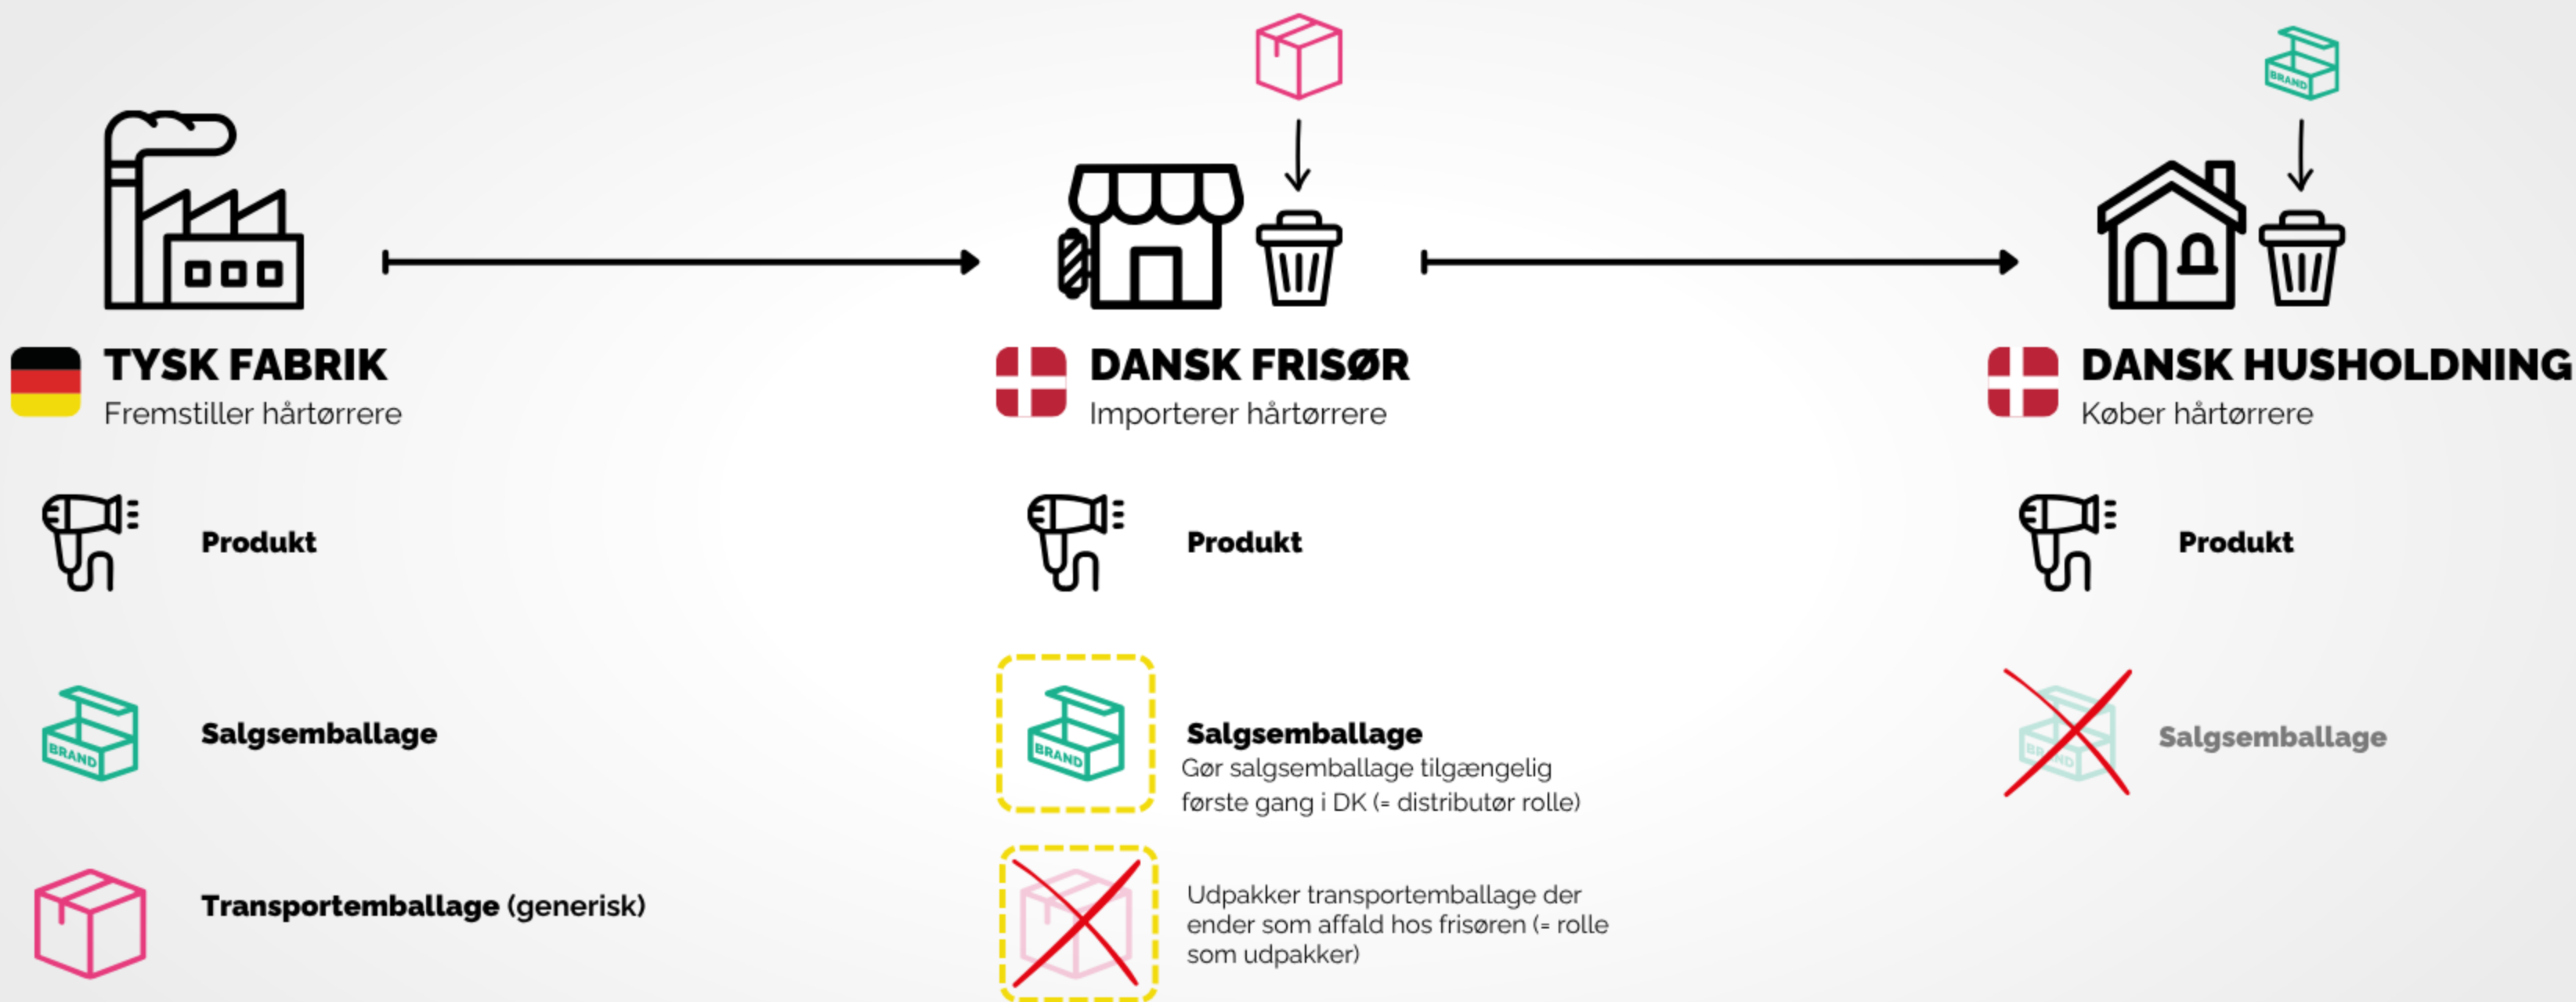 BRAND
TYSK FABRIK
Fremstiller hårtørrere
Produkt
BRAND
Salgsemballage
Transportemballage (generisk)
DANSK FRISØR
Importerer hårtørrere
Produkt
BRAND
Salgsemballage
Gør salgsemballage tilgængelig
første gang i DK (= distributør rolle)
Udpakker transportemballage der
ender som affald hos frisøren (= rolle
som udpakker)
DANSK HUSHOLDNING
Køber hårtørrere
Produkt
BRAND
Salgsemballage